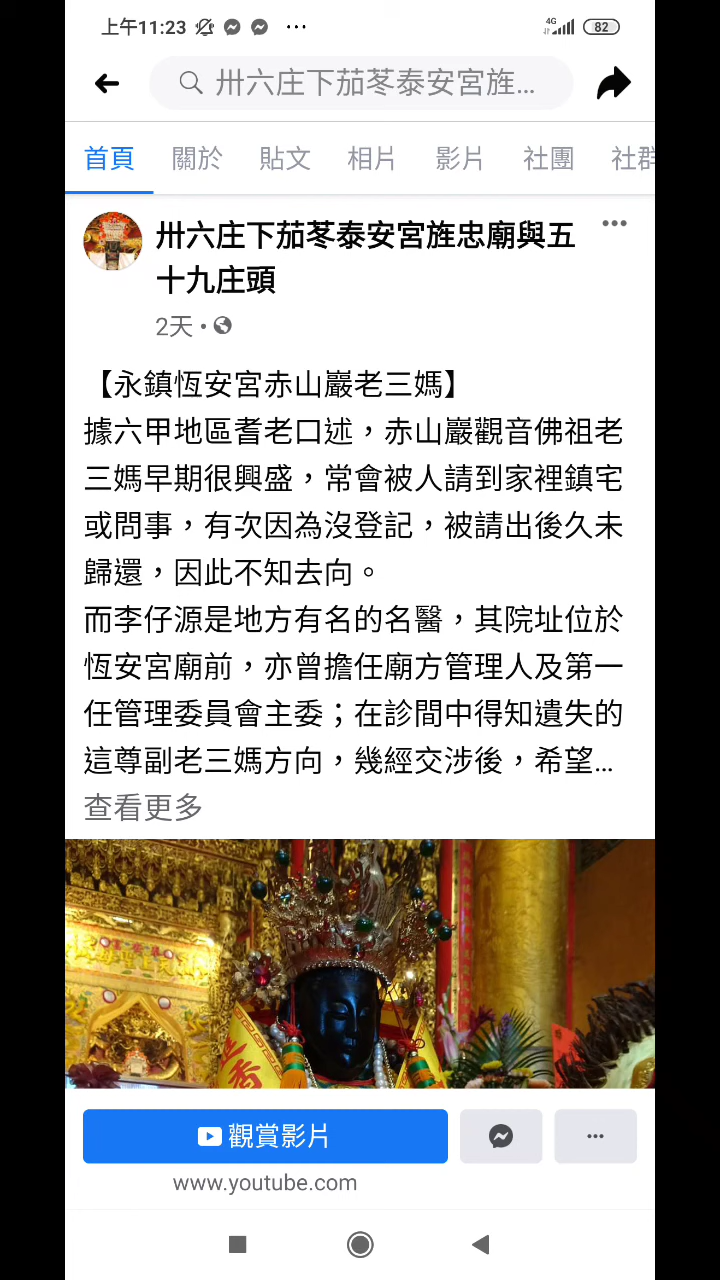 上午11:23
4G
82
卅六庄下茄苳泰安宮旌...
首頁 關於 貼文 相片 影片 社團 社群
卅六庄下茄苳泰安宮旌忠廟與五
十九庄頭
2天
【永鎮恆安宮赤山巖老三媽】
據六甲地區耆老口述，赤山巖觀音佛祖老
三媽早期很興盛，常會被人請到家裡鎮宅
或問事，有次因為沒登記，被請出後久未
歸還，因此不知去向。
而李仔源是地方有名的名醫，其院址位於
恆安宮廟前，亦曾擔任廟方管理人及第一
任管理委員會主委；在診間中得知遺失的
這尊副老三媽方向，幾經交涉後，希望...
查看更多
觀賞影片
www.youtube.com